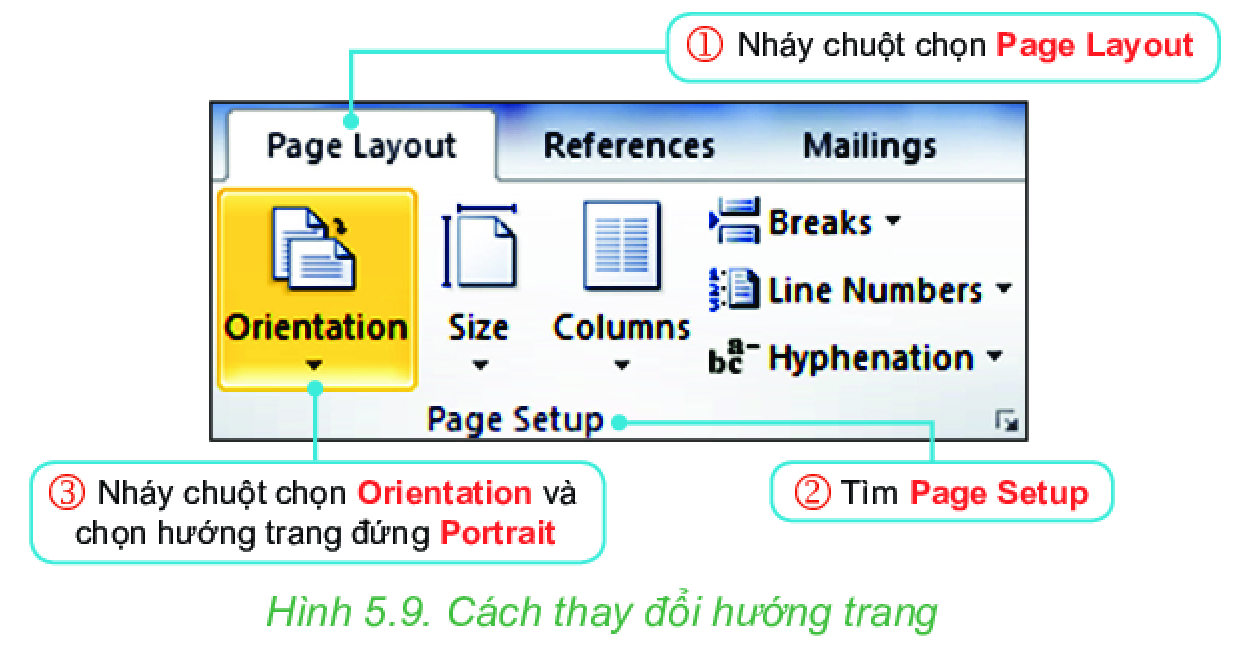 ① Nháy chuột chọn Page Layout
Page Layout References Mailings
Orientation
Size
Columns
Breaks
Line Numbers
a-
bc Hyphenation
Page Setup
③ Nháy chuột chọn Orientation và
chọn hướng trang đứng Portrait
② Tìm Page Setup
Hình 5.9. Cách thay đổi hướng trang